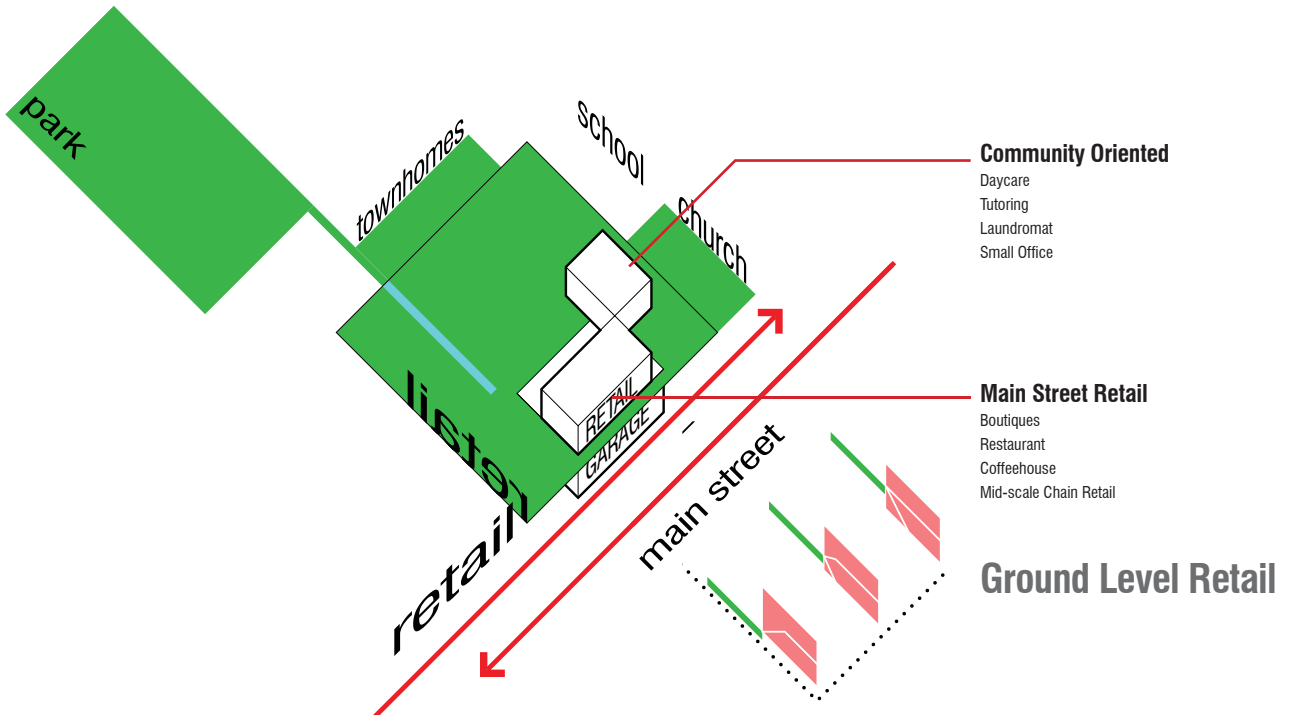 park
townhomes
school
church
lister
retail
RETAIL
GARAGE
main street
Community Oriented
Daycare
Tutoring
Laundromat
Small Office
Main Street Retail
Boutiques
Restaurant
Coffeehouse
Mid-scale Chain Retail
Ground Level Retail